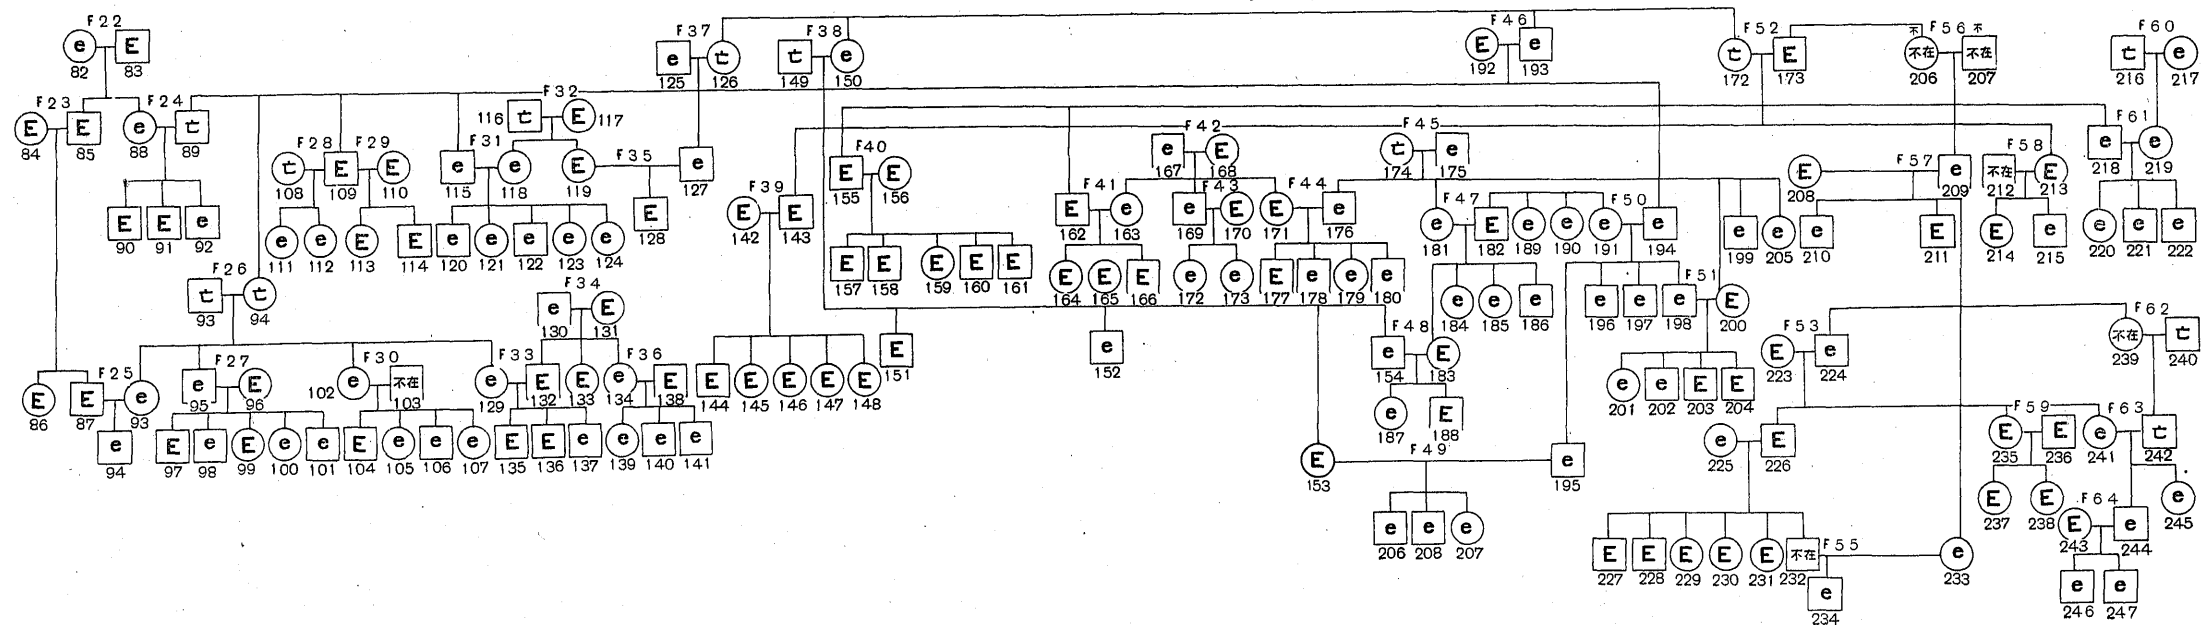 F22 F37 F38 F46 F52 F56 不 F60
e E e 亡 亡 e E e 亡 E 不在 不在 亡 e
82 83 125 126 149 150 192 193 172 173 206 207 216 217
F23 F24 F32 F42 F45 F61
E E e 亡 亡 E e E 亡 e e e
84 85 88 89 116 117 167 168 174 175 218 219
F28 F29 F31 F35 F40 F57 F58
亡 E E e e E e E E E e 不在 E
108 109 110 115 118 119 127 155 156 208 209 212 213
F39 F41 F43 F44 F47 F50
E E e E E E e e E E e e E e e e e
90 91 92 128 142 143 162 163 169 170 171 176 181 182 189 190 191 194
e e E E e e e e e
111 112 113 114 120 121 122 123 124
e e e E E e e e e
199 205 210 211 214 215 220 221 222
F26 F34 F51
亡 亡 e E
93 94 130 131
E E E E E E E E e e E e e e
157 158 159 160 161 164 165 166 172 173 177 178 179 180
e e e e e e E
184 185 186 196 197 198 200
F25 F27 F30 F33 F36 F48 F53 F62
E E e e E e 不在 e E E e E
86 87 93 95 96 102 103 129 132 133 134 138
E E E E E E e e E
144 145 146 147 148 151 152 154 183
E e 不在 亡
223 224 239 240
e E e e E E
187 188 201 202 203 204
e E e E e e E e e e E E e e e e
94 97 98 99 100 101 104 105 106 107 135 136 137 139 140 141
F49 F59 F63
E e e E E E e 亡
153 195 225 226 235 236 241 242
e e e E E e
206 208 207 237 238 245
F55 F64
E E E E E 不在 e E e
227 228 229 230 231 232 233 243 244
e e e
234 246 247